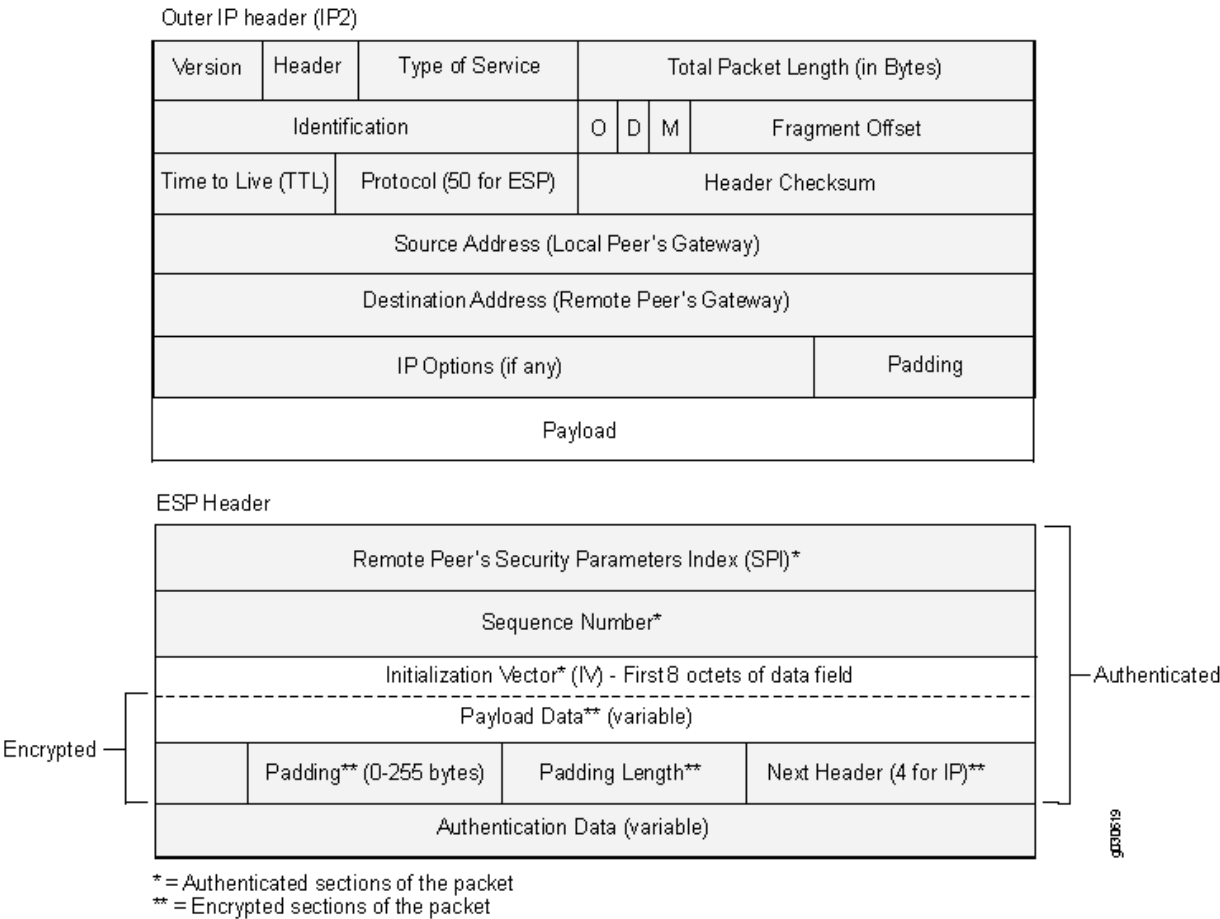 Outer IP header (IP2)
Version Header Type of Service Total Packet Length (in Bytes)
Identification O D M Fragment Offset
Time to Live (TTL) Protocol (50 for ESP) Header Checksum
Source Address (Local Peer's Gateway)
Destination Address (Remote Peer's Gateway)
IP Options (if any) Padding
Payload
ESP Header
Remote Peer's Security Parameters Index (SPI)*
Sequence Number*
Initialization Vector* (IV) - First 8 octets of data field
Authenticated
Payload Data** (variable)
Encrypted
Padding** (0-255 bytes) Padding Length** Next Header (4 for IP)**
Authentication Data (variable)
g030619
* = Authenticated sections of the packet
** = Encrypted sections of the packet